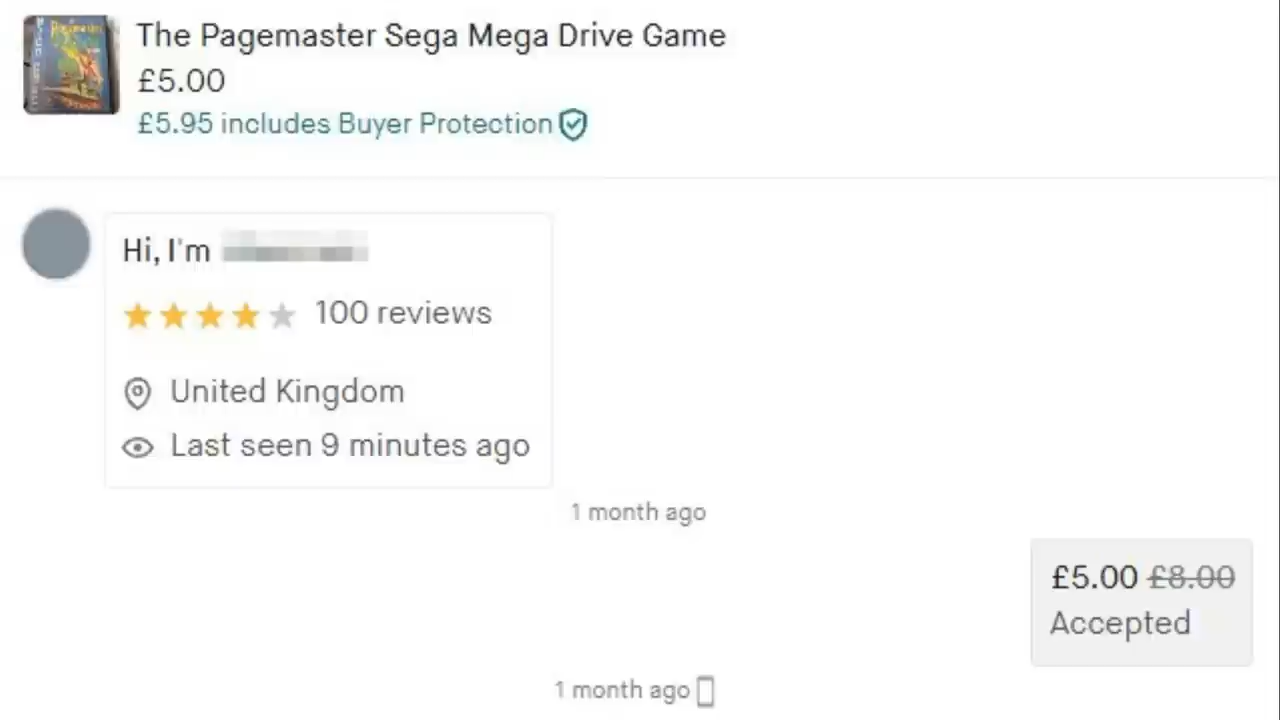 The Pagemaster Sega Mega Drive Game
£5.00
£5.95 includes Buyer Protection
Hi, I'm
100 reviews
United Kingdom
Last seen 9 minutes ago
1 month ago
£5.00 £8.00
Accepted
1 month ago